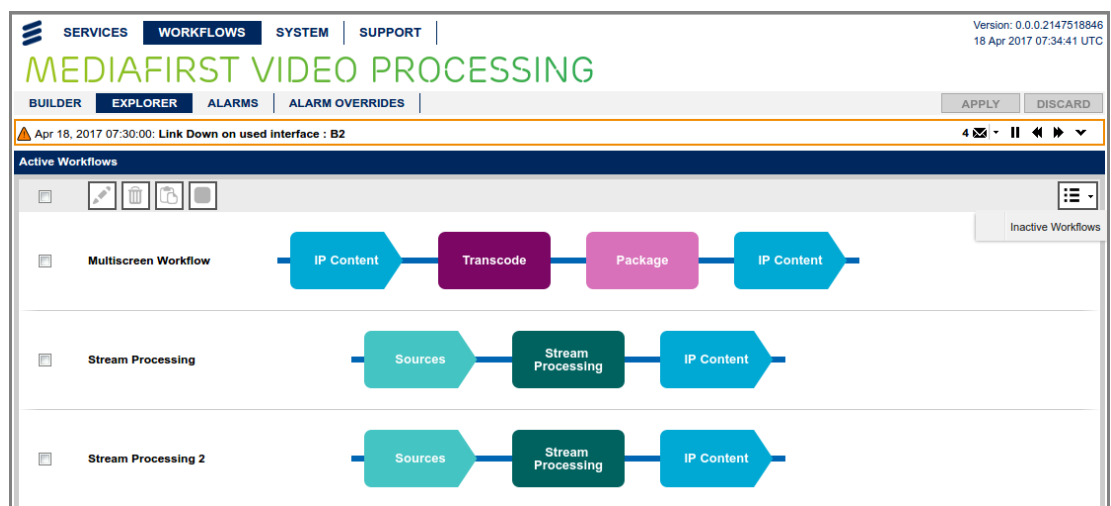 SERVICES WORKFLOWS SYSTEM SUPPORT Version: 0.0.0.2147518846
18 Apr 2017 07:34:41 UTC
MEDIAFIRST VIDEO PROCESSING
BUILDER EXPLORER ALARMS ALARM OVERRIDES APPLY DISCARD
Apr 18, 2017 07:30:00: Link Down on used interface : B2 4
Active Workflows
Inactive Workflows
Multiscreen Workflow IP Content Transcode Package IP Content
Stream Processing Sources Stream Processing IP Content
Stream Processing 2 Sources Stream Processing IP Content